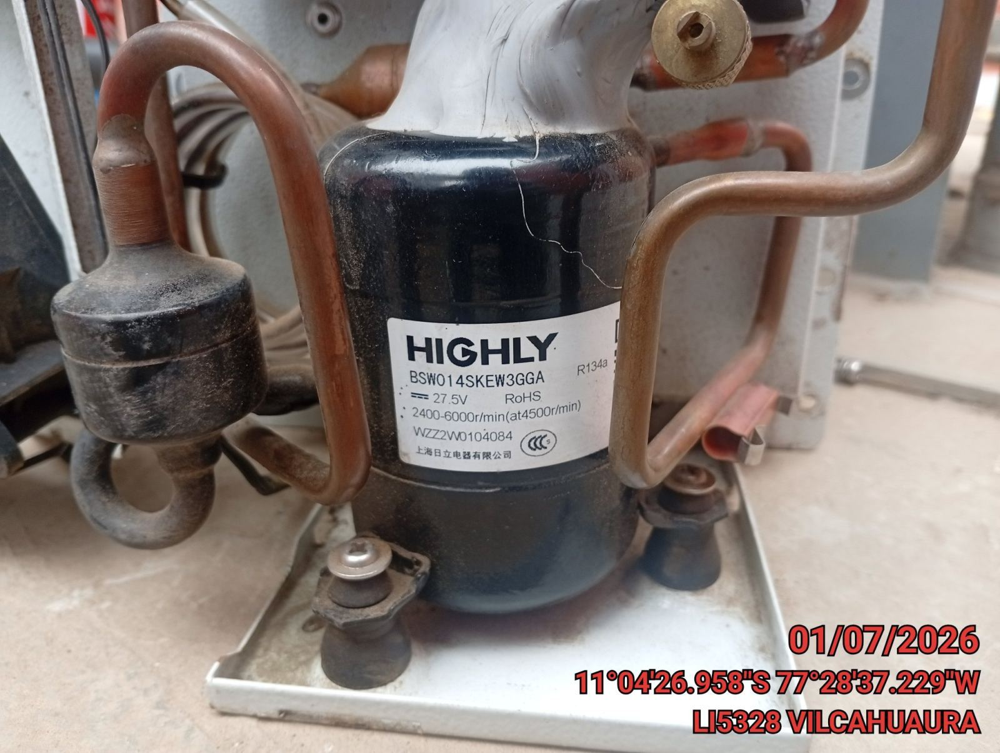 HIGHLY
BSW014SKEW3GGA
R134a
27.5V RoHS
2400-6000r/min(at4500r/min)
WZZ2W0104084
CCC S
上海日立电器有限公司
01/07/2026
11°04'26.958"S 77°28'37.229"W
LI5328 VILCAHUAURA